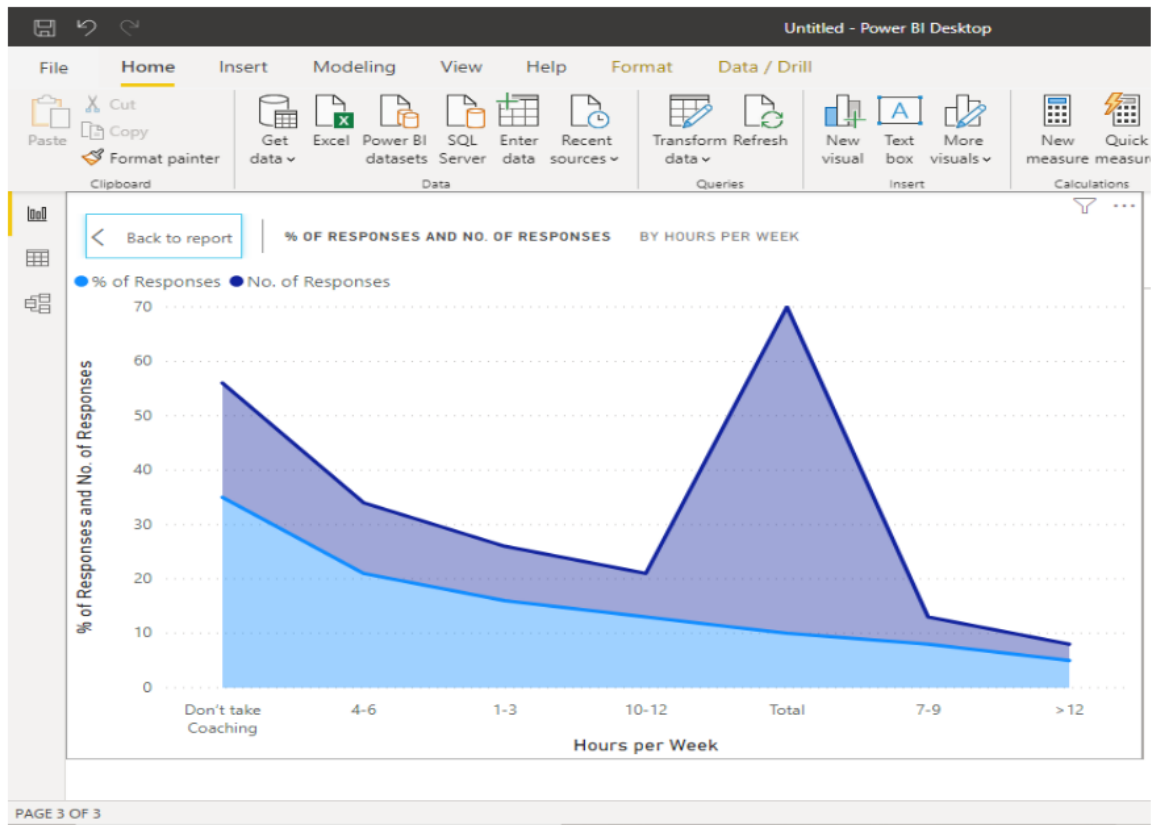 Untitled - Power BI Desktop
File Home Insert Modeling View Help Format Data / Drill
Paste
Cut
Copy
Format painter
Clipboard
Get data
Excel
Power BI datasets
SQL Server
Enter data
Recent sources
Data
Transform data
Refresh
Queries
New visual
Text box
More visuals
Insert
New measure
Quick measur
Calculations
Back to report
% OF RESPONSES AND NO. OF RESPONSES BY HOURS PER WEEK
% of Responses No. of Responses
% of Responses and No. of Responses
70
60
50
40
30
20
10
0
Don't take Coaching
4-6
1-3
10-12
Total
7-9
>12
Hours per Week
PAGE 3 OF 3